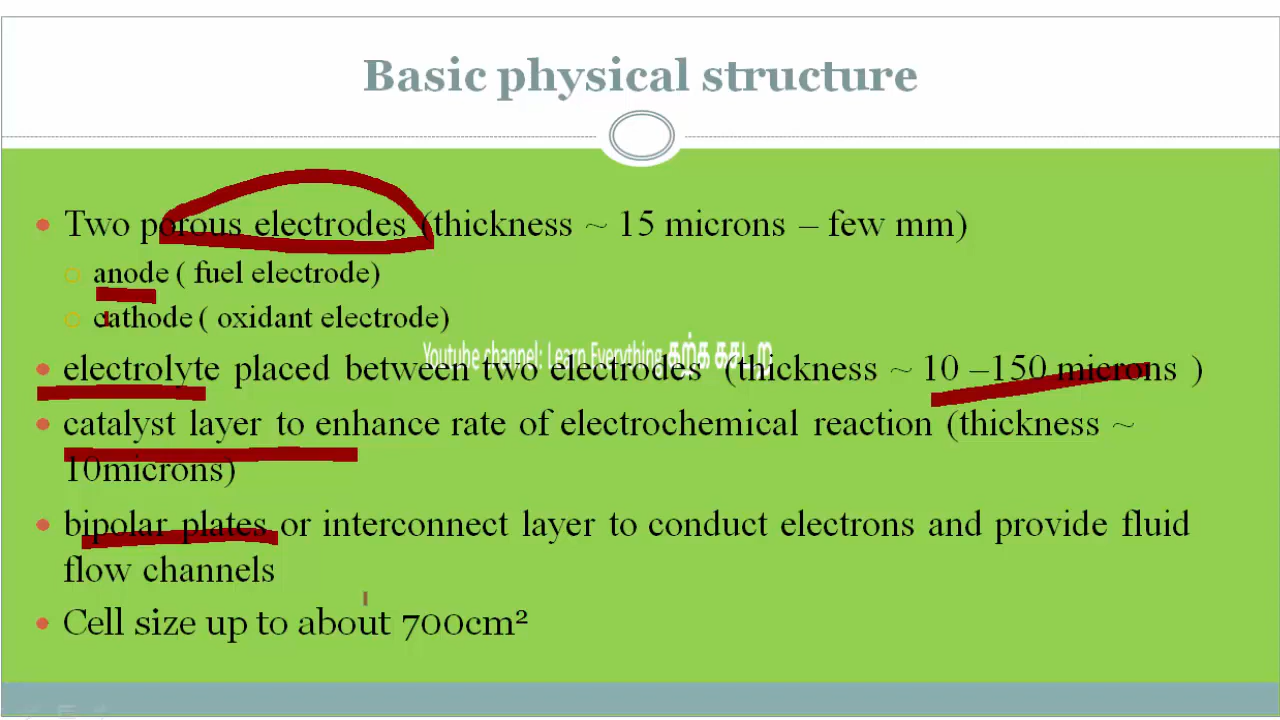 Basic physical structure
Two porous electrodes (thickness ~ 15 microns – few mm)
anode ( fuel electrode)
cathode ( oxidant electrode)
Youtube channel: Learn Everything கற்க கசடற
electrolyte placed between two electrodes (thickness ~ 10 –150 microns )
catalyst layer to enhance rate of electrochemical reaction (thickness ~
10microns)
bipolar plates or interconnect layer to conduct electrons and provide fluid
flow channels
Cell size up to about 700cm²